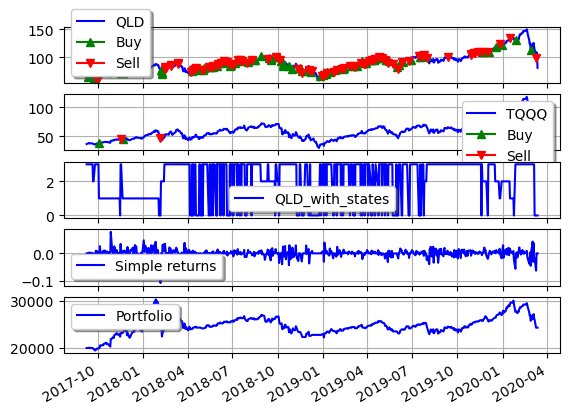 150
100
QLD
Buy
Sell
100
50
TQQQ
Buy
Sell
2
0
QLD_with_states
0.0
−0.1
Simple returns
30000
20000
Portfolio
2017-10
2018-01
2018-04
2018-07
2018-10
2019-01
2019-04
2019-07
2019-10
2020-01
2020-04